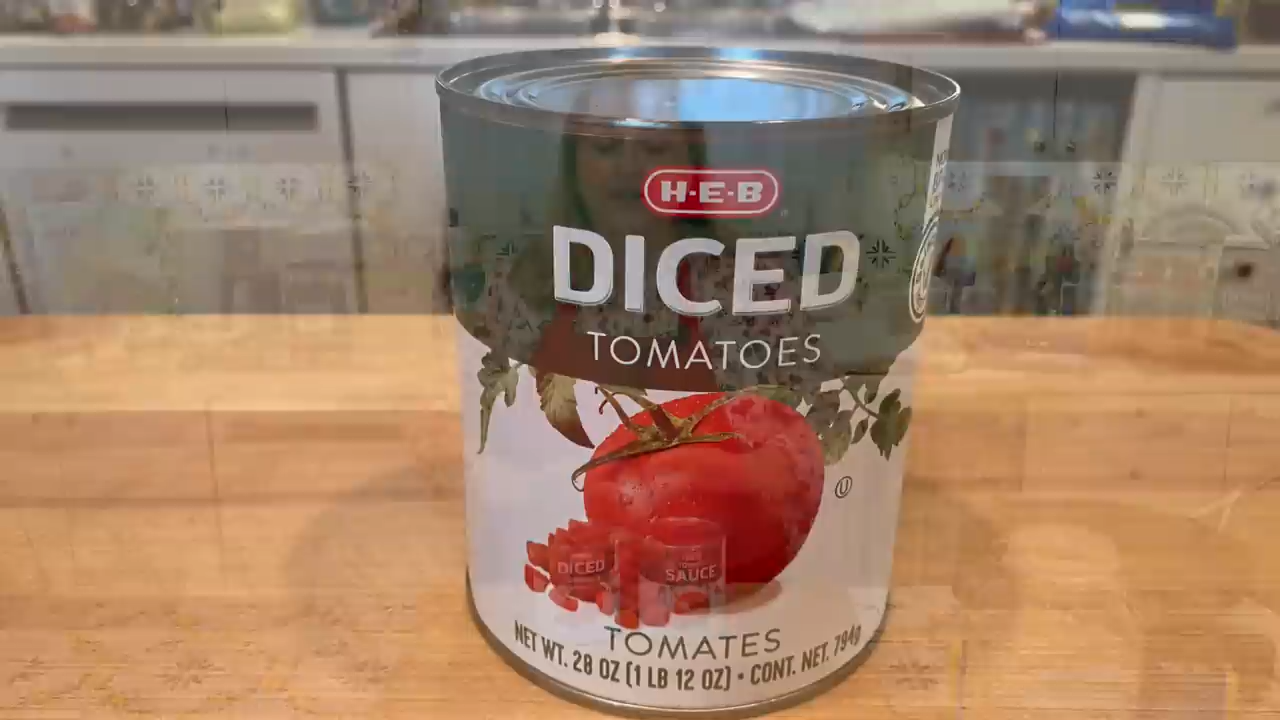 H-E-B
DICED
TOMATOES
DICED
SAUCE
TOMATES
NET WT. 28 OZ (1 LB 12 OZ) • CONT. NET. 794g